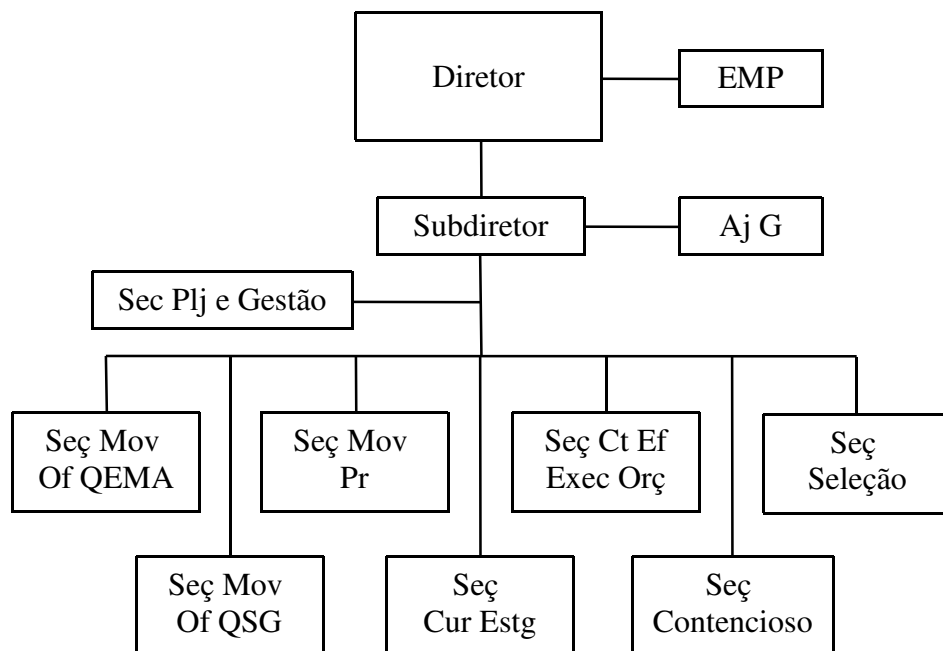 Diretor
EMP
Subdiretor
Aj G
Sec Plj e Gestão
Seç Mov
Of QEMA
Seç Mov
Pr
Seç Ct Ef
Exec Orç
Seç
Seleção
Seç Mov
Of QSG
Seç
Cur Estg
Seç
Contencioso